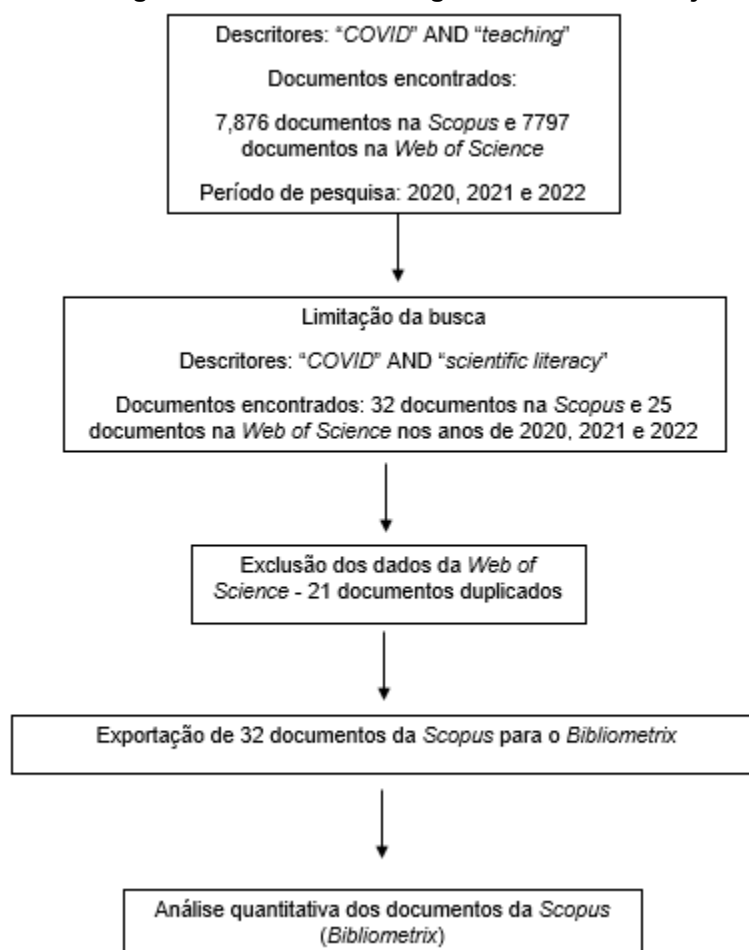 Descritores: “COVID” AND “teaching”
Documentos encontrados:
7,876 documentos na Scopus e 7797
documentos na Web of Science
Período de pesquisa: 2020, 2021 e 2022
Limitação da busca
Descritores: “COVID” AND “scientific literacy”
Documentos encontrados: 32 documentos na Scopus e 25
documentos na Web of Science nos anos de 2020, 2021 e 2022
Exclusão dos dados da Web of
Science - 21 documentos duplicados
Exportação de 32 documentos da Scopus para o Bibliometrix
Análise quantitativa dos documentos da Scopus
(Bibliometrix)